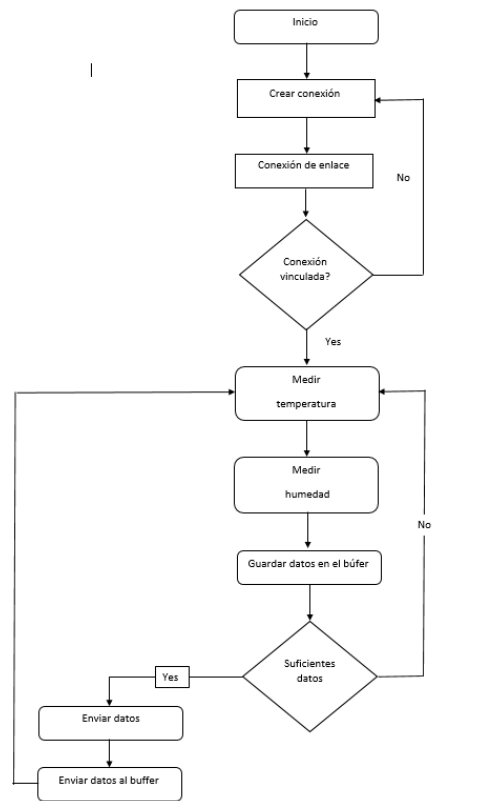 Inicio
Crear conexión
Conexión de enlace
No
Conexión
vinculada?
Yes
Medir
temperatura
Medir
humedad
No
Guardar datos en el búfer
Suficientes
datos
Yes
Enviar datos
Enviar datos al buffer